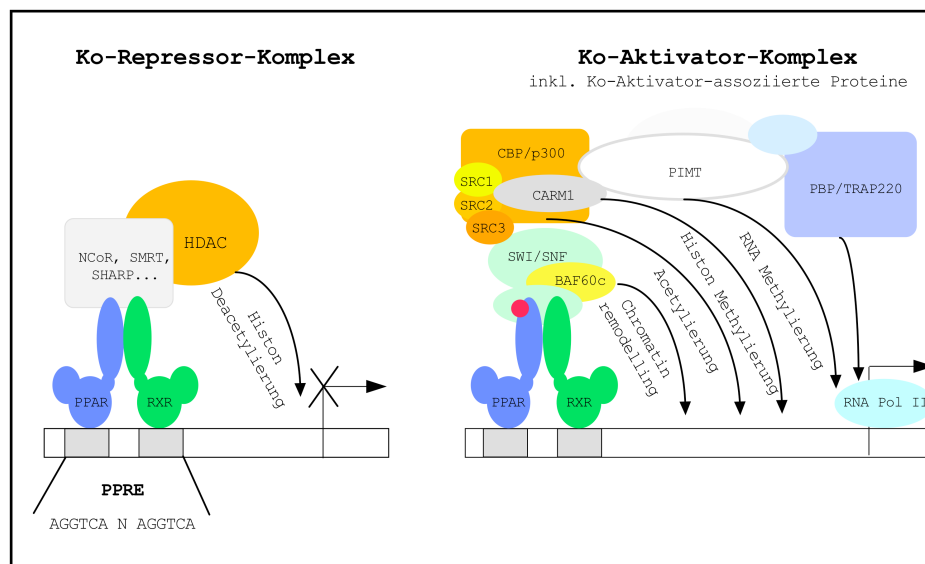 Ko-Repressor-Komplex
HDAC
NCoR, SMRT,
SHARP...
Histon
Deacetylierung
PPAR
RXR
PPRE
AGGTCA N AGGTCA
Ko-Aktivator-Komplex
inkl. Ko-Aktivator-assoziierte Proteine
CBP/p300
SRC1
SRC2
SRC3
CARM1
PIMT
PBP/TRAP220
SWI/SNF
BAF60c
Chromatin
remodelling
Acetylierung
Histon Methylierung
RNA Methylierung
PPAR
RXR
RNA Pol II